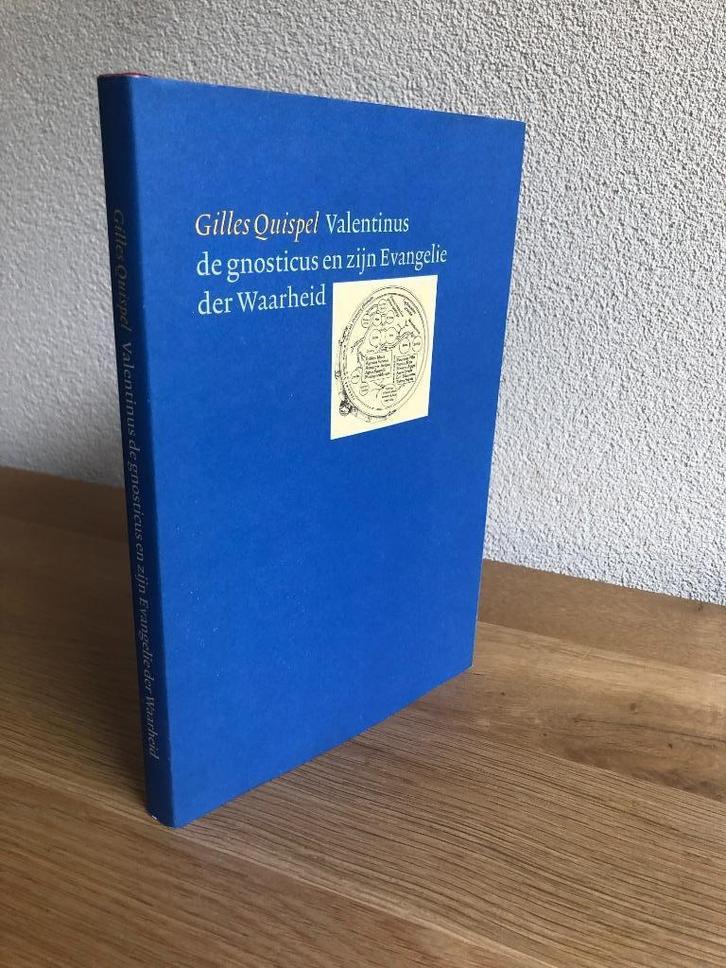 Gilles Quispel Valentinus
de gnosticus en zijn Evangelie
der Waarheid
Gilles Quispel Valentinus de gnosticus en zijn Evangelie der Waarheid